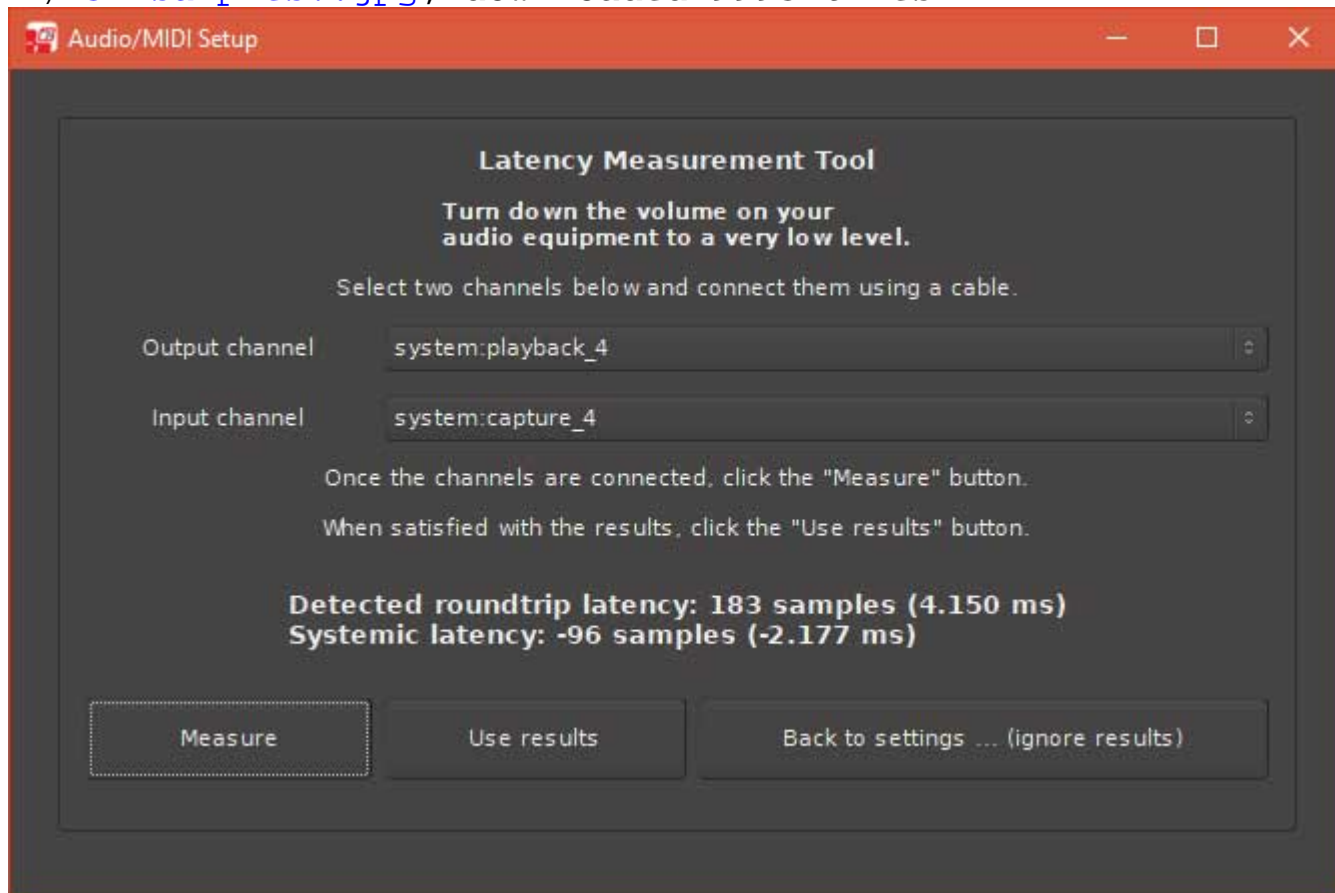 Audio/MIDI Setup
Latency Measurement Tool
Turn down the volume on your
audio equipment to a very low level.
Select two channels below and connect them using a cable.
Output channel system:playback_4
Input channel system:capture_4
Once the channels are connected, click the "Measure" button.
When satisfied with the results, click the "Use results" button.
Detected roundtrip latency: 183 samples (4.150 ms)
Systemic latency: -96 samples (-2.177 ms)
Measure Use results Back to settings ... (ignore results)